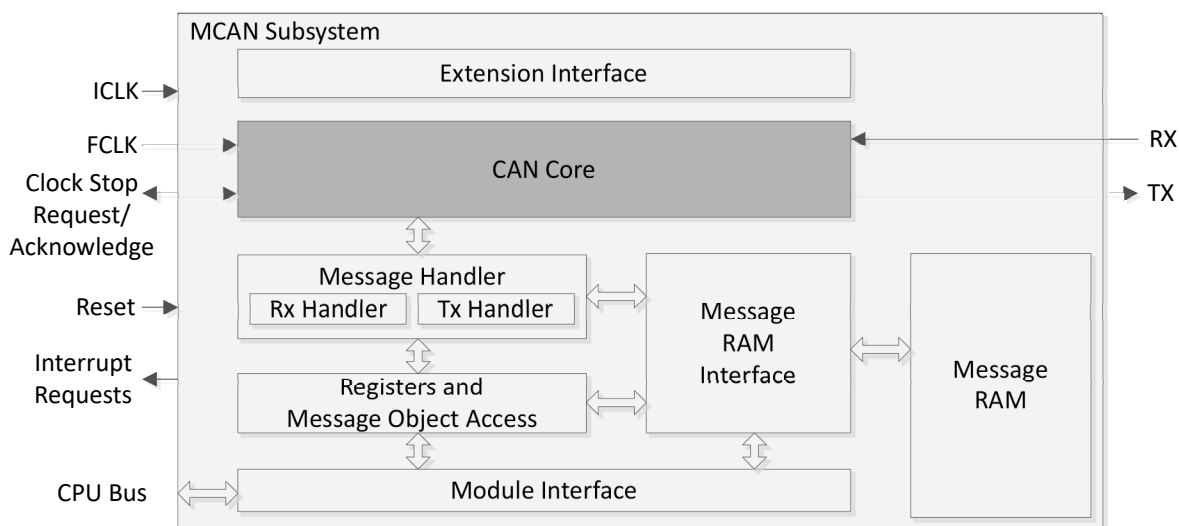 MCAN Subsystem
Extension Interface
ICLK
FCLK
CAN Core
RX
Clock Stop
Request/
Acknowledge
TX
Message Handler
Rx Handler
Tx Handler
Message
RAM
Interface
Message
RAM
Reset
Interrupt
Requests
Registers and
Message Object Access
CPU Bus
Module Interface